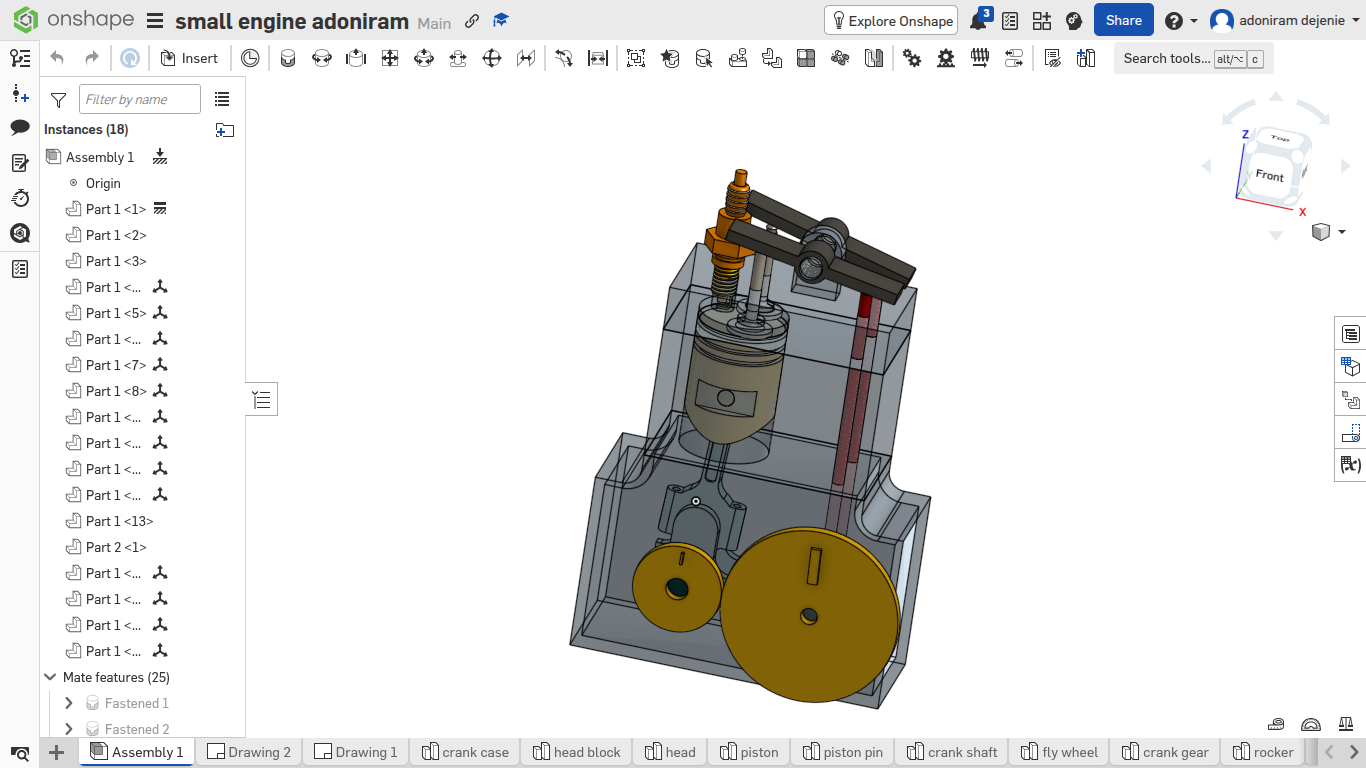 onshape
small engine adoniram Main
Explore Onshape
3
Share
adoniram dejenie
Insert
Search tools... alt/⌥ c
Filter by name
Instances (18)
Assembly 1
Origin
Part 1 <1>
Part 1 <2>
Part 1 <3>
Part 1 <...
Part 1 <5>
Part 1 <...
Part 1 <7>
Part 1 <8>
Part 1 <...
Part 1 <...
Part 1 <...
Part 1 <...
Part 1 <13>
Part 2 <1>
Part 1 <...
Part 1 <...
Part 1 <...
Part 1 <...
Mate features (25)
Fastened 1
Fastened 2
Z
Top
Front
X
(x)
Assembly 1
Drawing 2
Drawing 1
crank case
head block
head
piston
piston pin
crank shaft
fly wheel
crank gear
rocker